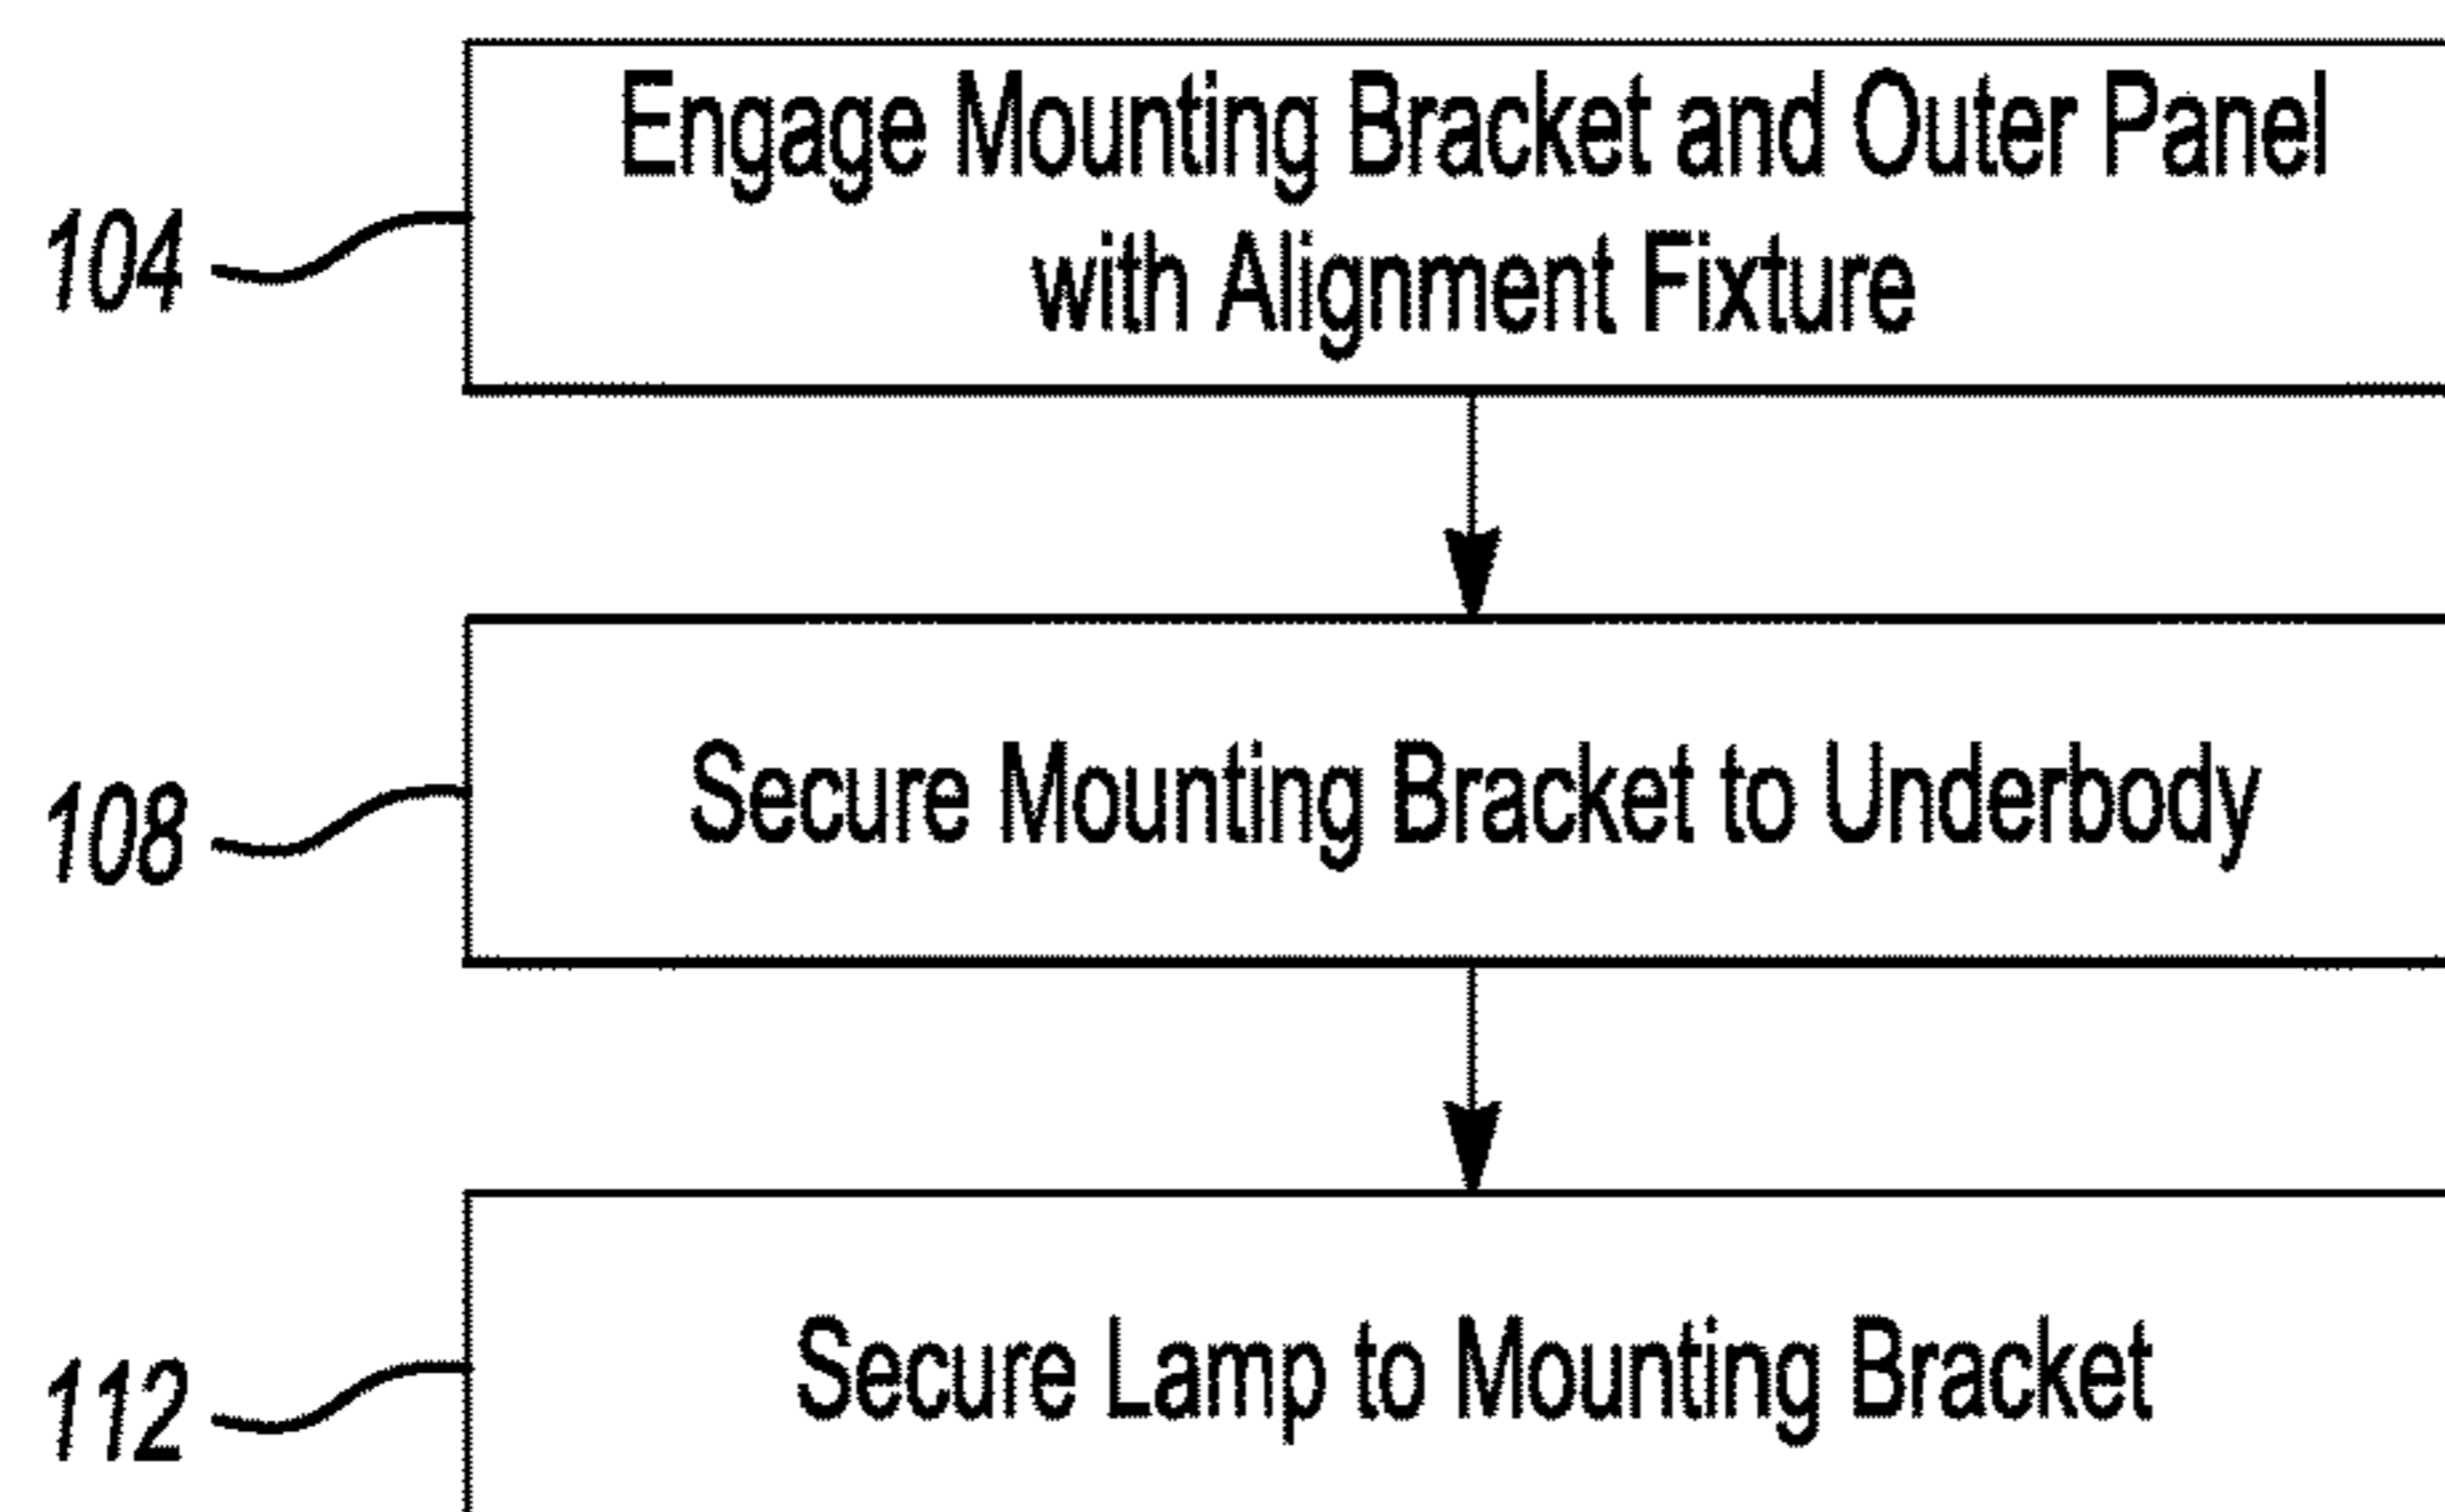 Engage Mounting Bracket and Outer Panel
with Alignment Fixture
104
Secure Mounting Bracket to Underbody
108
Secure Lamp to Mounting Bracket
112